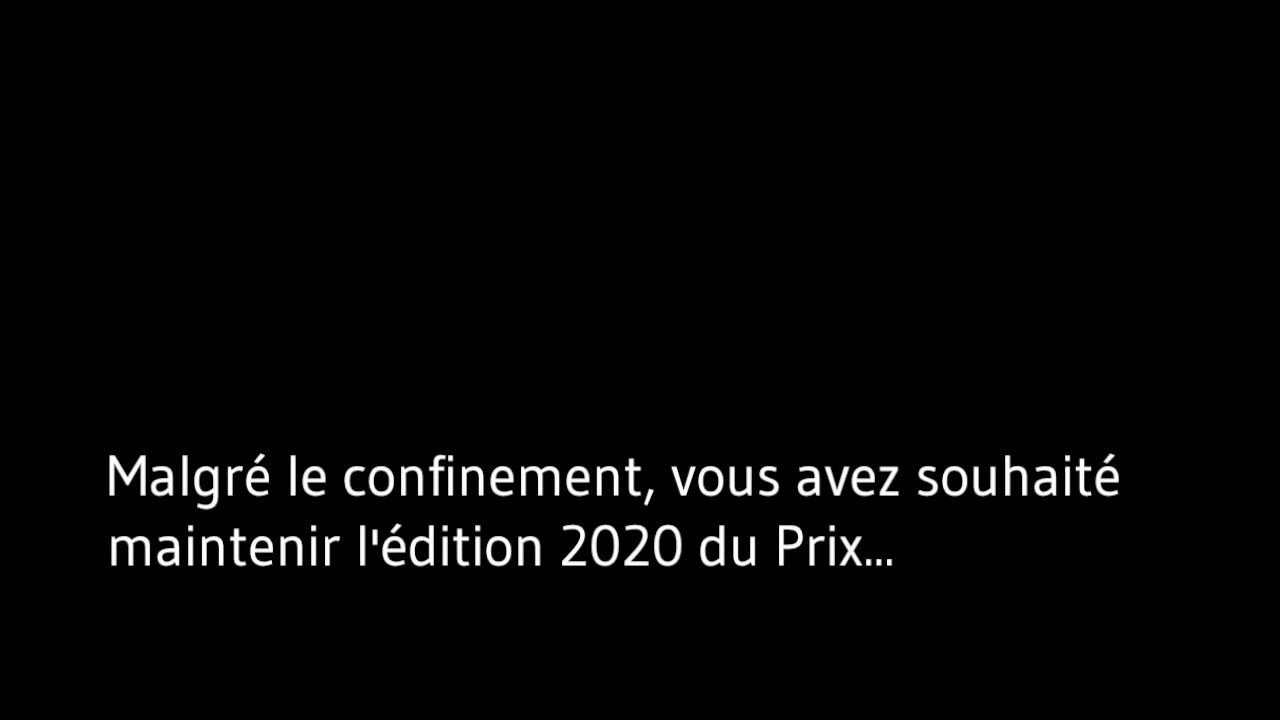 Malgré le confinement, vous avez souhaité
maintenir l'édition 2020 du Prix...